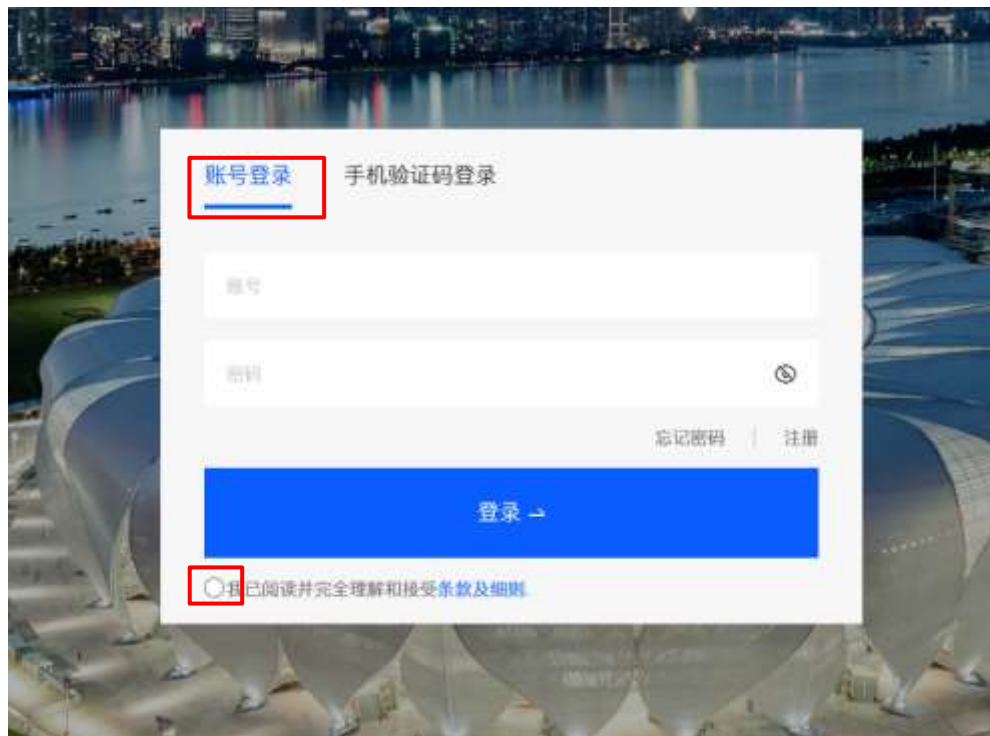 账号登录 手机验证码登录
账号
密码
忘记密码 | 注册
登录
我已阅读并完全理解和接受条款及细则